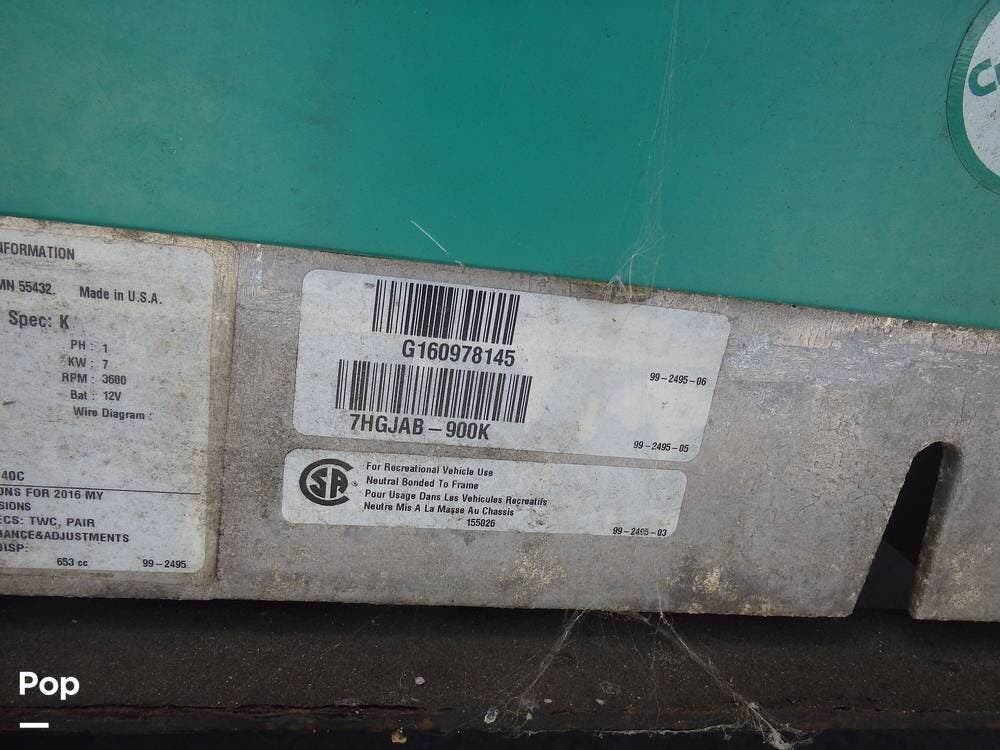 NFORMATION
MN 55432. Made in U.S.A.
Spec: K
PH : 1
KW : 7
RPM : 3600
Bat : 12V
Wire Diagram :
40C
ONS FOR 2016 MY
SIONS
ECS: TWC, PAIR
NANCE&ADJUSTMENTS
DISP:
653 cc 99-2495
G160978145
99-2495-06
7HGJAB-900K
99-2495-05
SA
For Recreational Vehicle Use
Neutral Bonded To Frame
Pour Usage Dans Les Vehicules Recreatifs
Neutre Mis A La Masse Au Chassis
155026
99-2495-03
Pop